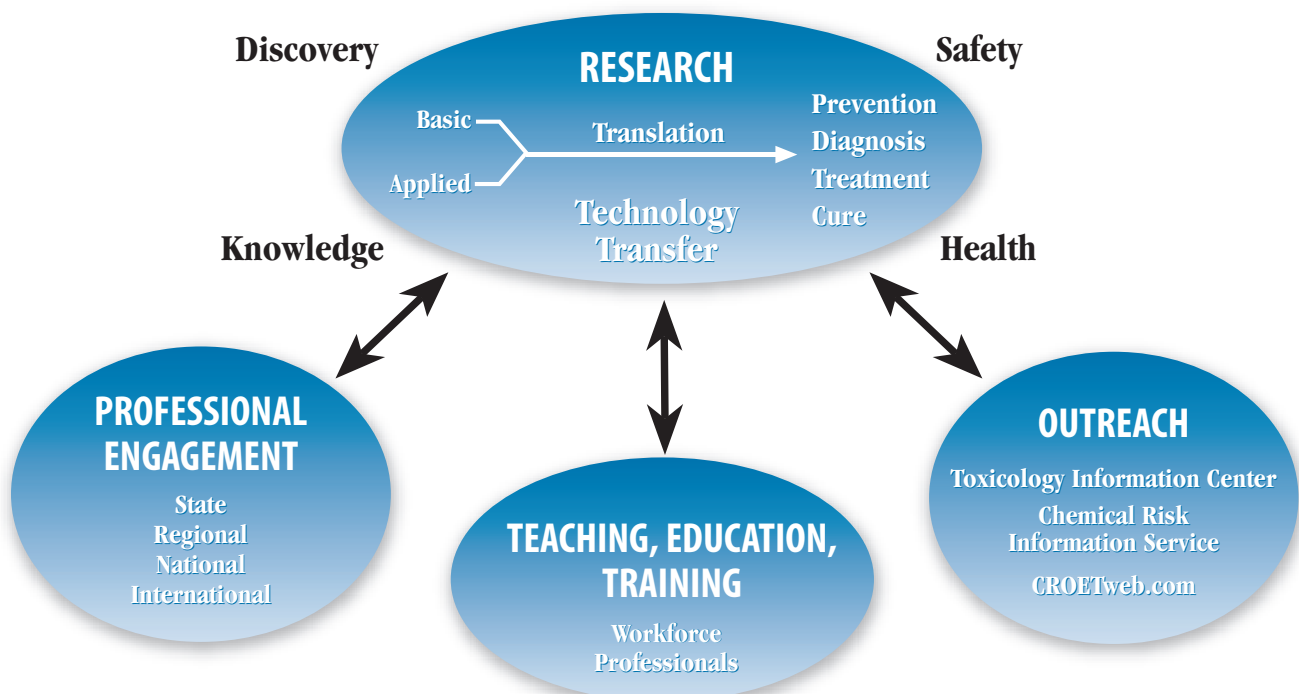 Discovery
Safety
RESEARCH
Basic
Applied
Translation
Technology
Transfer
Prevention
Diagnosis
Treatment
Cure
Knowledge
Health
PROFESSIONAL
ENGAGEMENT
State
Regional
National
International
TEACHING, EDUCATION,
TRAINING
Workforce
Professionals
OUTREACH
Toxicology Information Center
Chemical Risk
Information Service
CROETweb.com